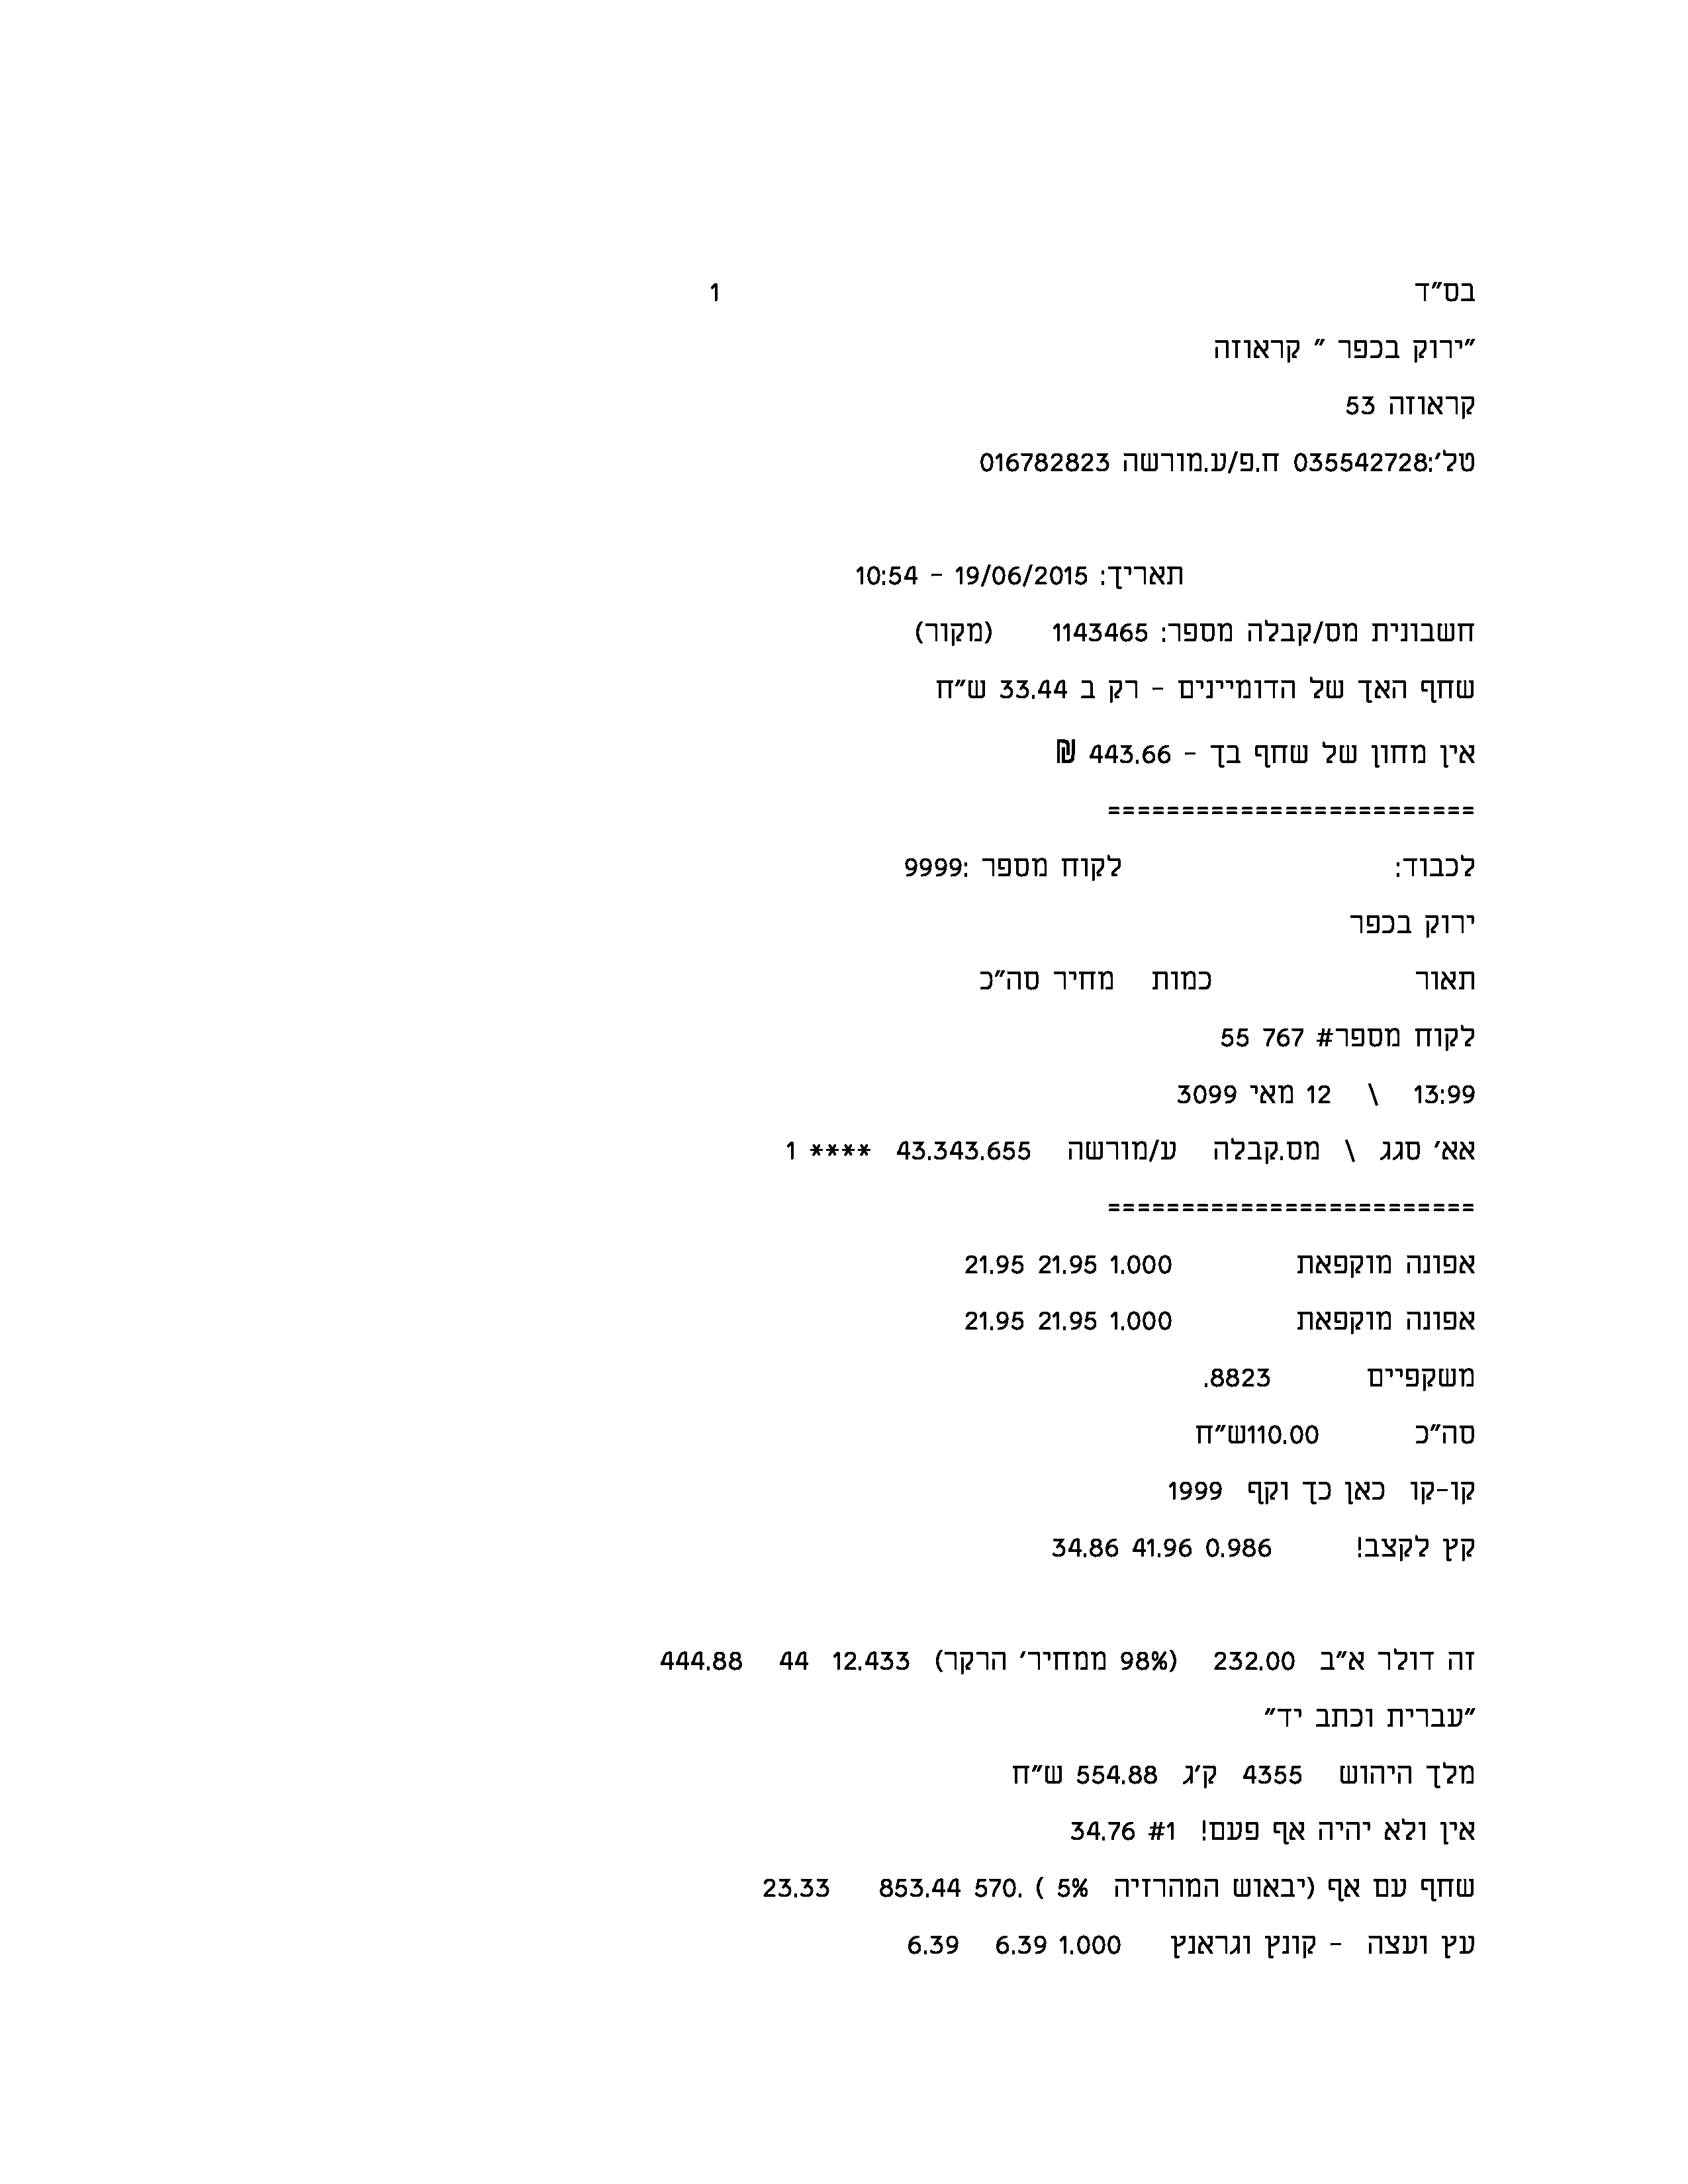 בס"ד 1
"ירוק בכפר " קראוזה
קראוזה 53
טל':035542728 ח.פ/ע.מורשה 016782823
תאריך: 19/06/2015 - 10:54
חשבונית מס/קבלה מספר: 1143465 (מקור)
שחף האך של הדומיינים - רק ב 33.44 ש"ח
אין מחון של שחף בך - 443.66 ₪
=========================
לכבוד: לקוח מספר :9999
ירוק בכפר
תאור כמות מחיר סה"כ
לקוח מספר# 767 55
13:99 \ 12 מאי 3099
אא' סגג \ מס.קבלה ע/מורשה 43.343.655 **** 1
=========================
אפונה מוקפאת 1.000 21.95 21.95
אפונה מוקפאת 1.000 21.95 21.95
משקפיים 8823.
סה"כ 110.00ש"ח
קו-קו כאן כך וקף 1999
קץ לקצב! 0.986 41.96 34.86
זה דולר א"ב 232.00 (98% ממחיר' הרקר) 12.433 44 444.88
"עברית וכתב יד"
מלך היהוש 4355 ק'ג 554.88 ש"ח
אין ולא יהיה אף פעם! #1 34.76
שחף עם אף (יבאוש המהרזיה 5% ) .570 853.44 23.33
עץ ועצה - קונץ וגראנץ 1.000 6.39 6.39